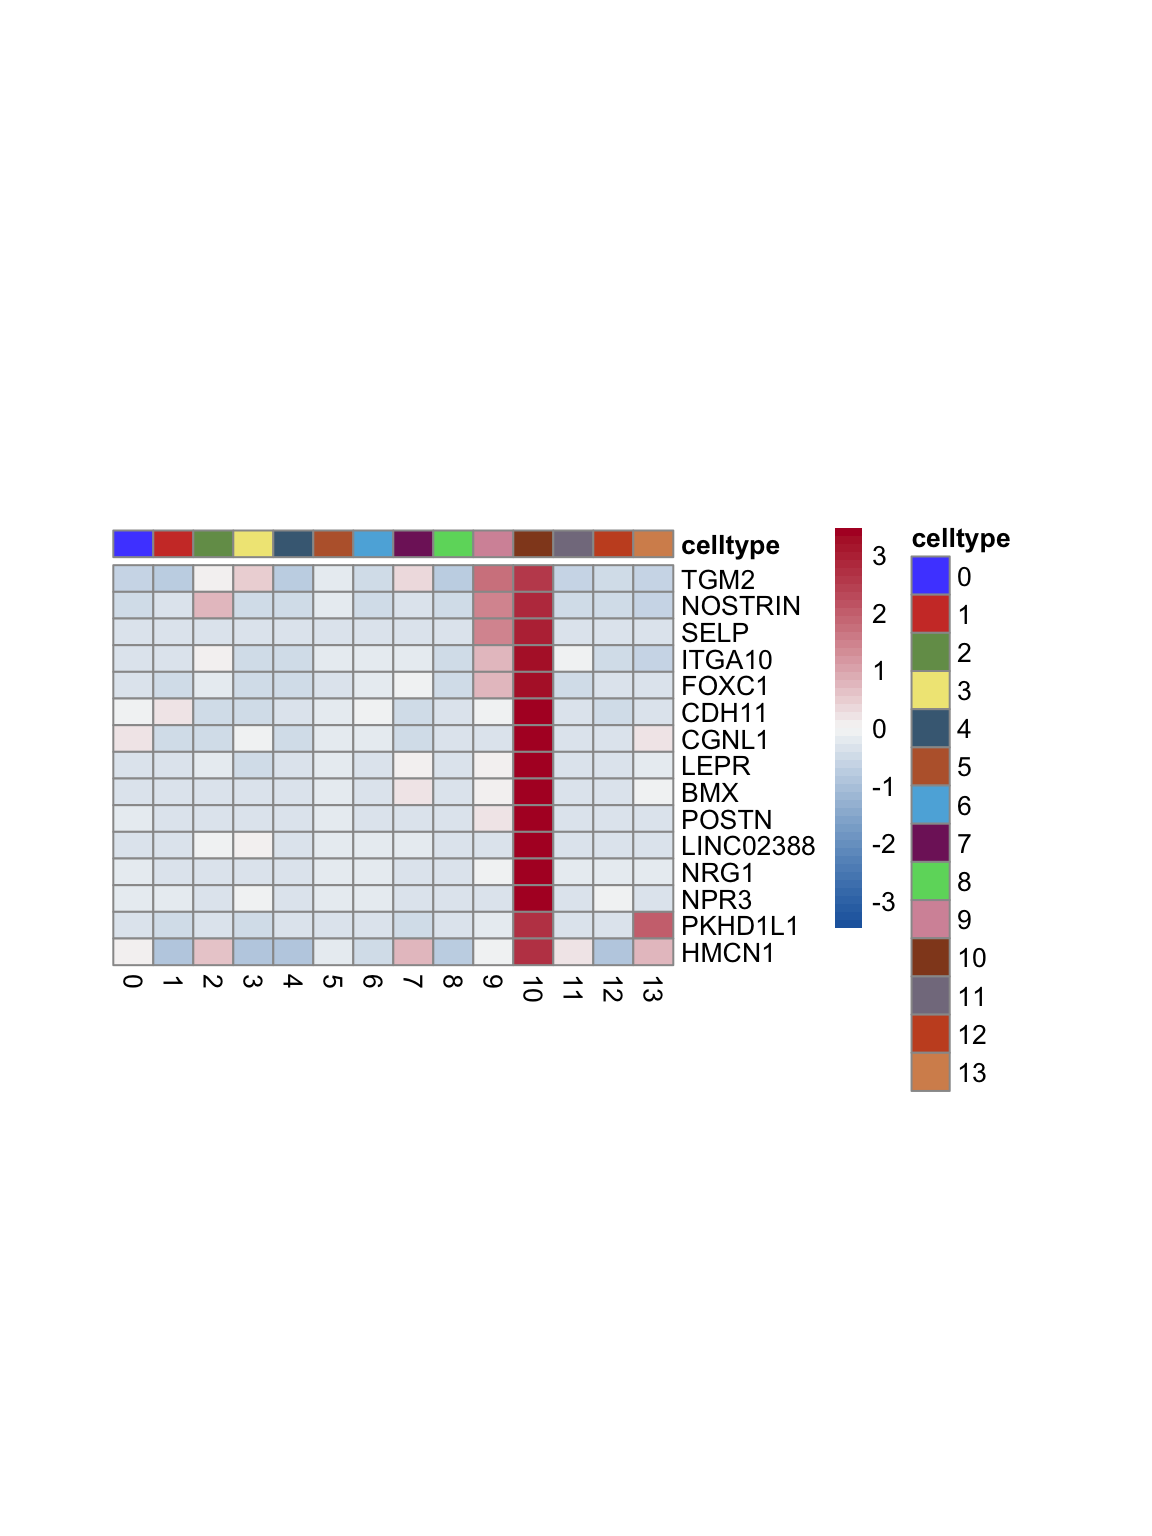 celltype
TGM2
NOSTRIN
SELP
ITGA10
FOXC1
CDH11
CGNL1
LEPR
BMX
POSTN
LINC02388
NRG1
NPR3
PKHD1L1
HMCN1
0 1 2 3 4 5 6 7 8 9 10 11 12 13
3
2
1
0
-1
-2
-3
celltype
0
1
2
3
4
5
6
7
8
9
10
11
12
13